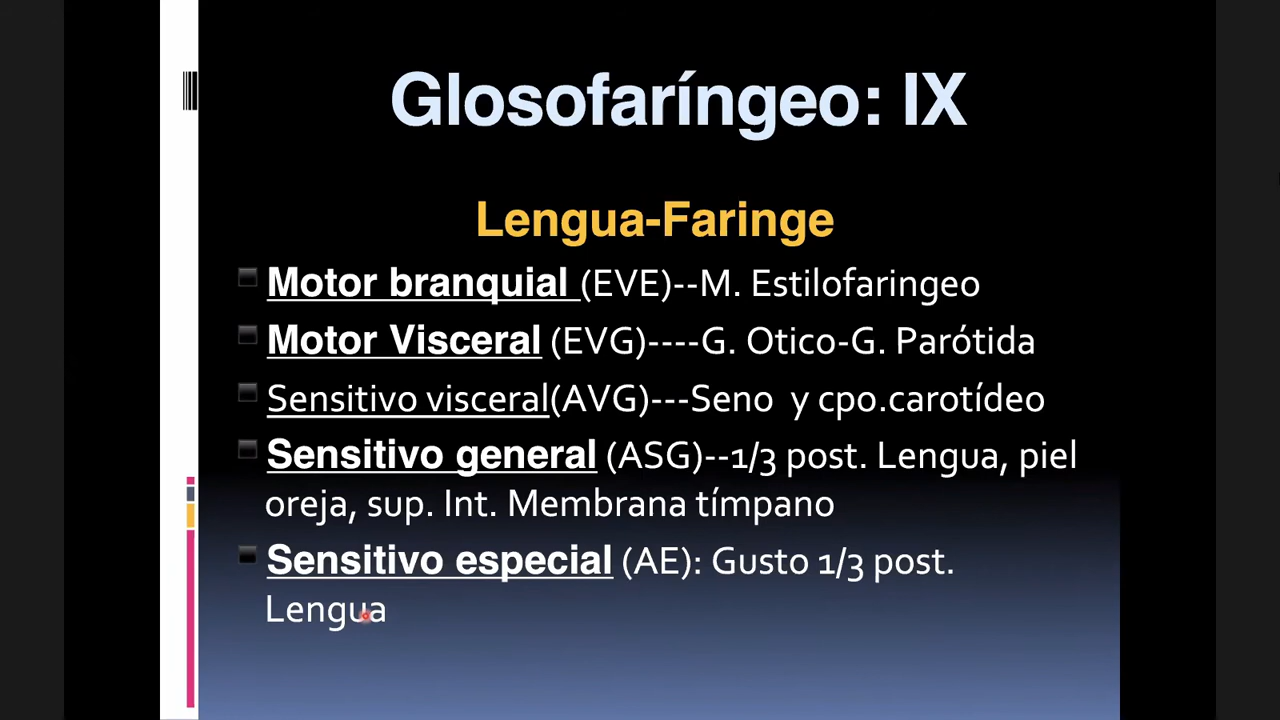 Glosofaríngeo: IX
Lengua-Faringe
Motor branquial (EVE)--M. Estilofaringeo
Motor Visceral (EVG)----G. Otico-G. Parótida
Sensitivo visceral(AVG)---Seno y cpo.carotídeo
Sensitivo general (ASG)--1/3 post. Lengua, piel
oreja, sup. Int. Membrana tímpano
Sensitivo especial (AE): Gusto 1/3 post.
Lengua